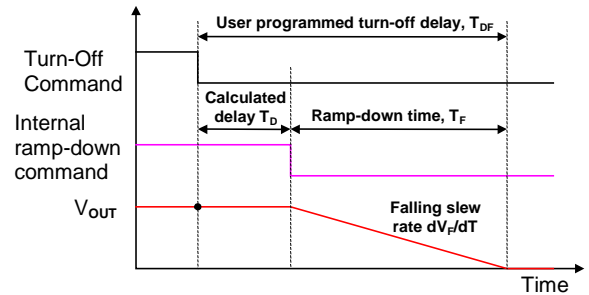 User programmed turn-off delay, TDF
Turn-Off
Command
Calculated
delay TD
Ramp-down time, TF
Internal
ramp-down
command
VOUT
Falling slew
rate dVF/dT
Time